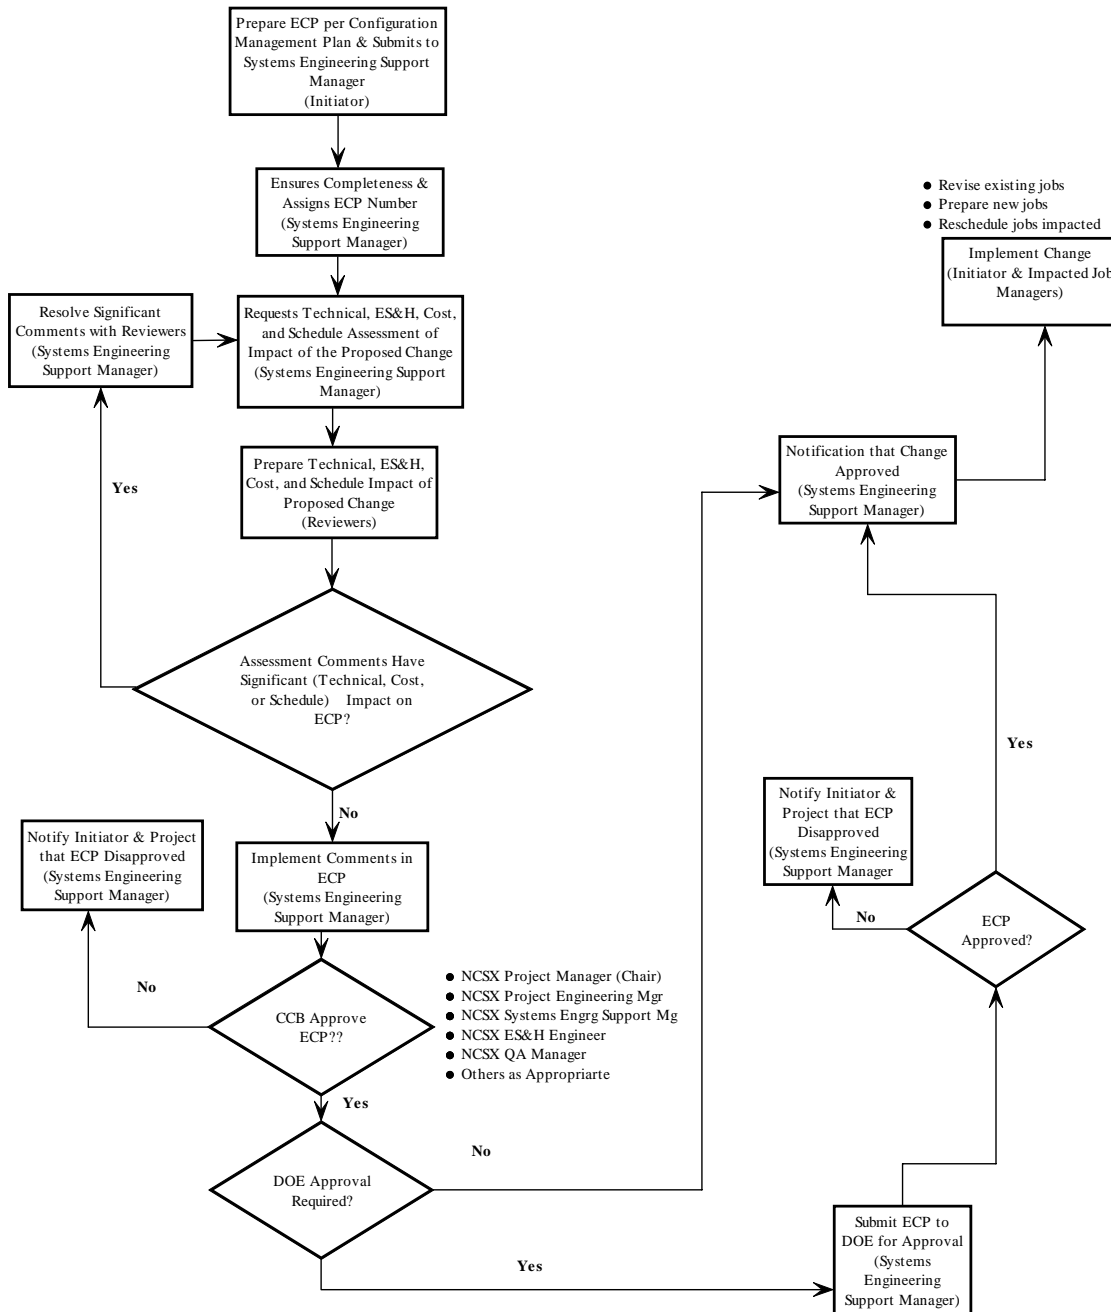 Prepare ECP per Configuration
Management Plan & Submits to
Systems Engineering Support
Manager
(Initiator)
Ensures Completeness &
Assigns ECP Number
(Systems Engineering
Support Manager)
● Revise existing jobs
● Prepare new jobs
● Reschedule jobs impacted
Implement Change
(Initiator & Impacted Job
Managers)
Resolve Significant
Comments with Reviewers
(Systems Engineering
Support Manager)
Requests Technical, ES&H, Cost,
and Schedule Assessment of
Impact of the Proposed Change
(Systems Engineering Support
Manager)
Yes
Prepare Technical, ES&H,
Cost, and Schedule Impact of
Proposed Change
(Reviewers)
Notification that Change
Approved
(Systems Engineering
Support Manager)
Assessment Comments Have
Significant (Technical, Cost,
or Schedule) Impact on
ECP?
Yes
No
Notify Initiator & Project
that ECP Disapproved
(Systems Engineering
Support Manager)
Implement Comments in
ECP
(Systems Engineering
Support Manager)
Notify Initiator &
Project that ECP
Disapproved
(Systems Engineering
Support Manager
No
ECP
Approved?
No
CCB Approve
ECP??
● NCSX Project Manager (Chair)
● NCSX Project Engineering Mgr
● NCSX Systems Engrg Support Mg
● NCSX ES&H Engineer
● NCSX QA Manager
● Others as Appropriarte
Yes
No
DOE Approval
Required?
Yes
Submit ECP to
DOE for Approval
(Systems
Engineering
Support Manager)